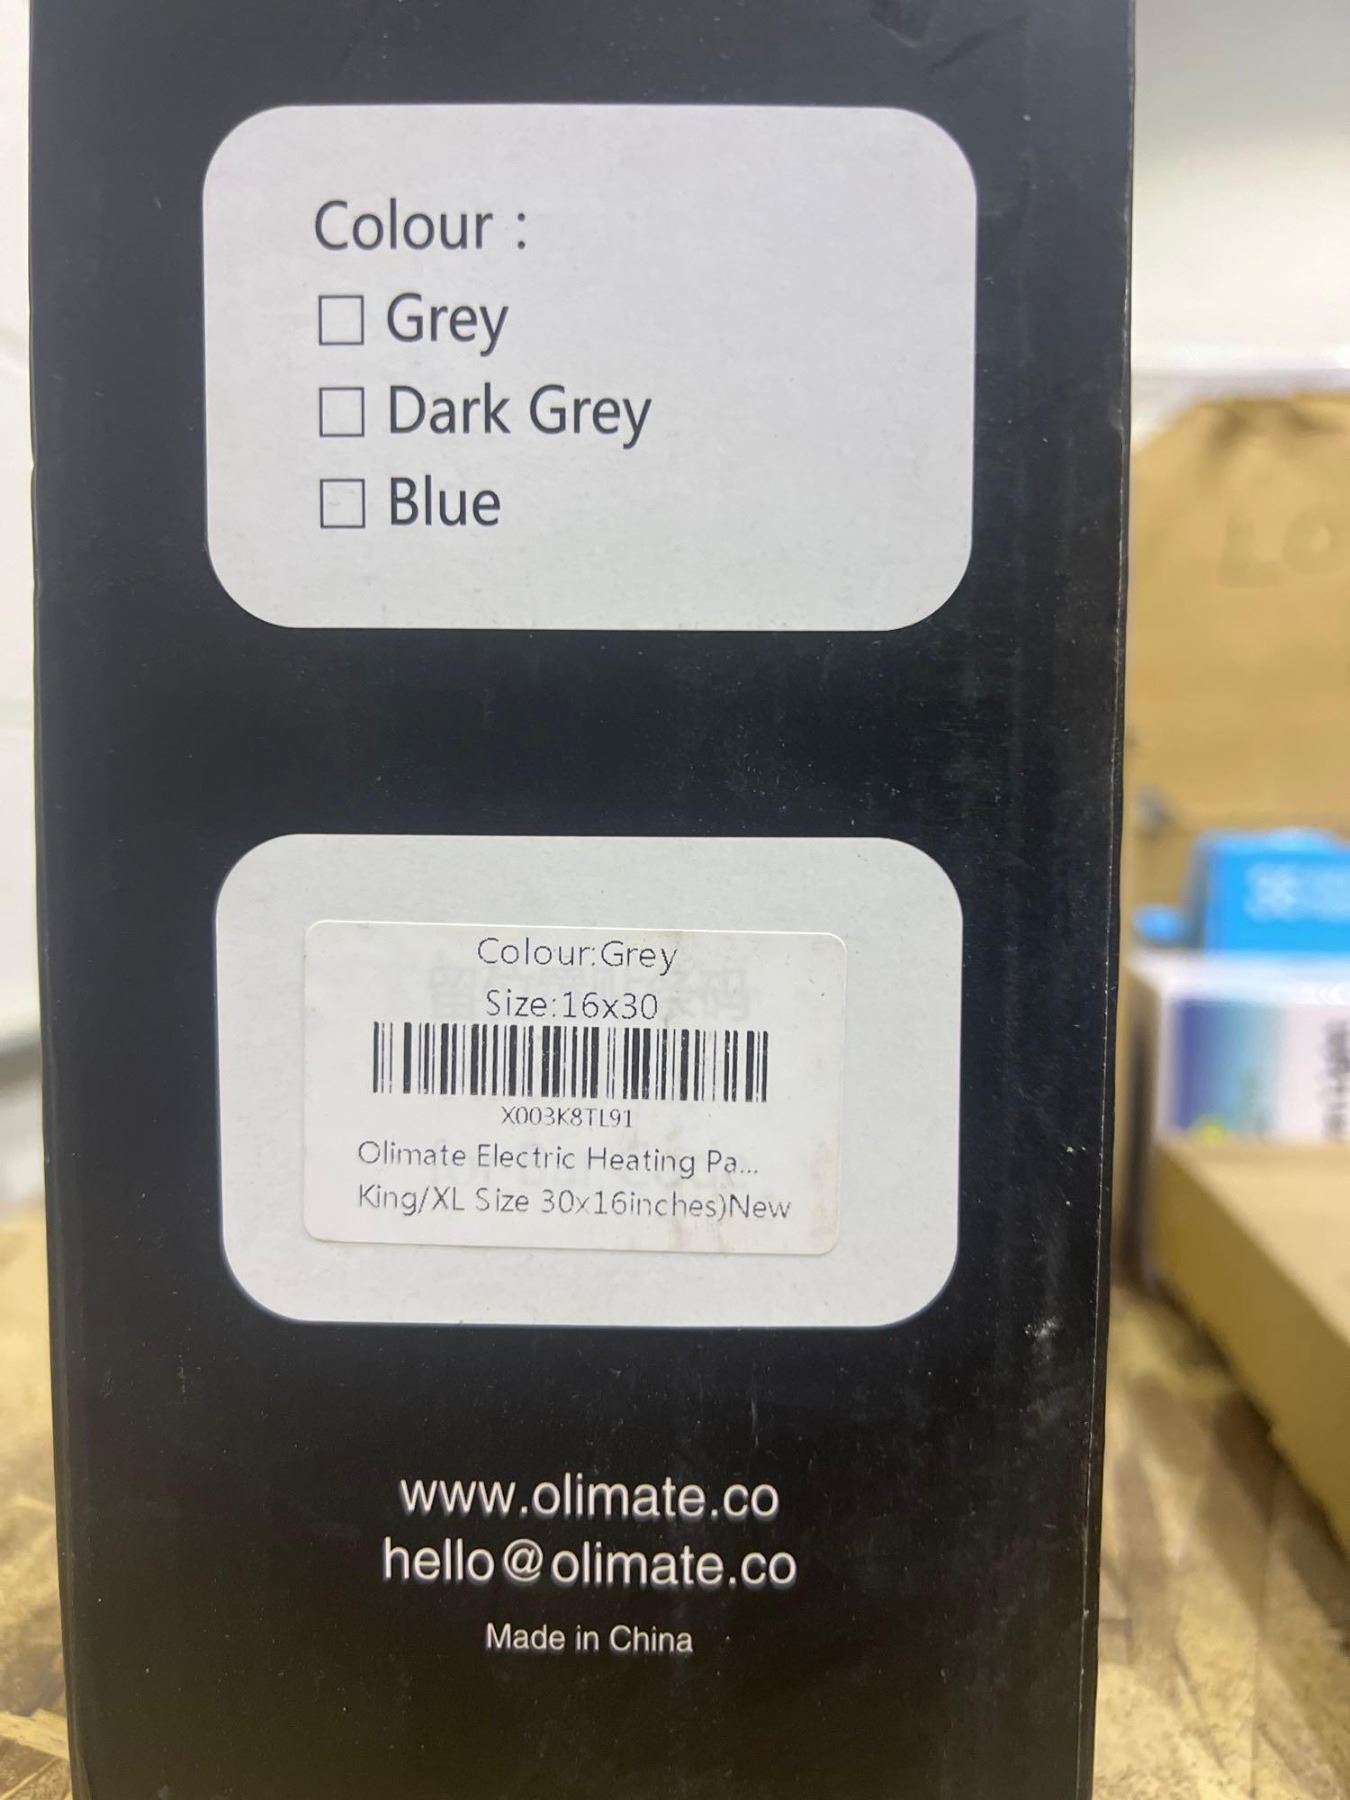 Colour :
☐ Grey
☐ Dark Grey
☐ Blue
Colour:Grey
Size:16x30
X003K8TL91
Olimate Electric Heating Pa...
King/XL Size 30x16inches)New
www.olimate.co
hello@olimate.co
Made in China
LO